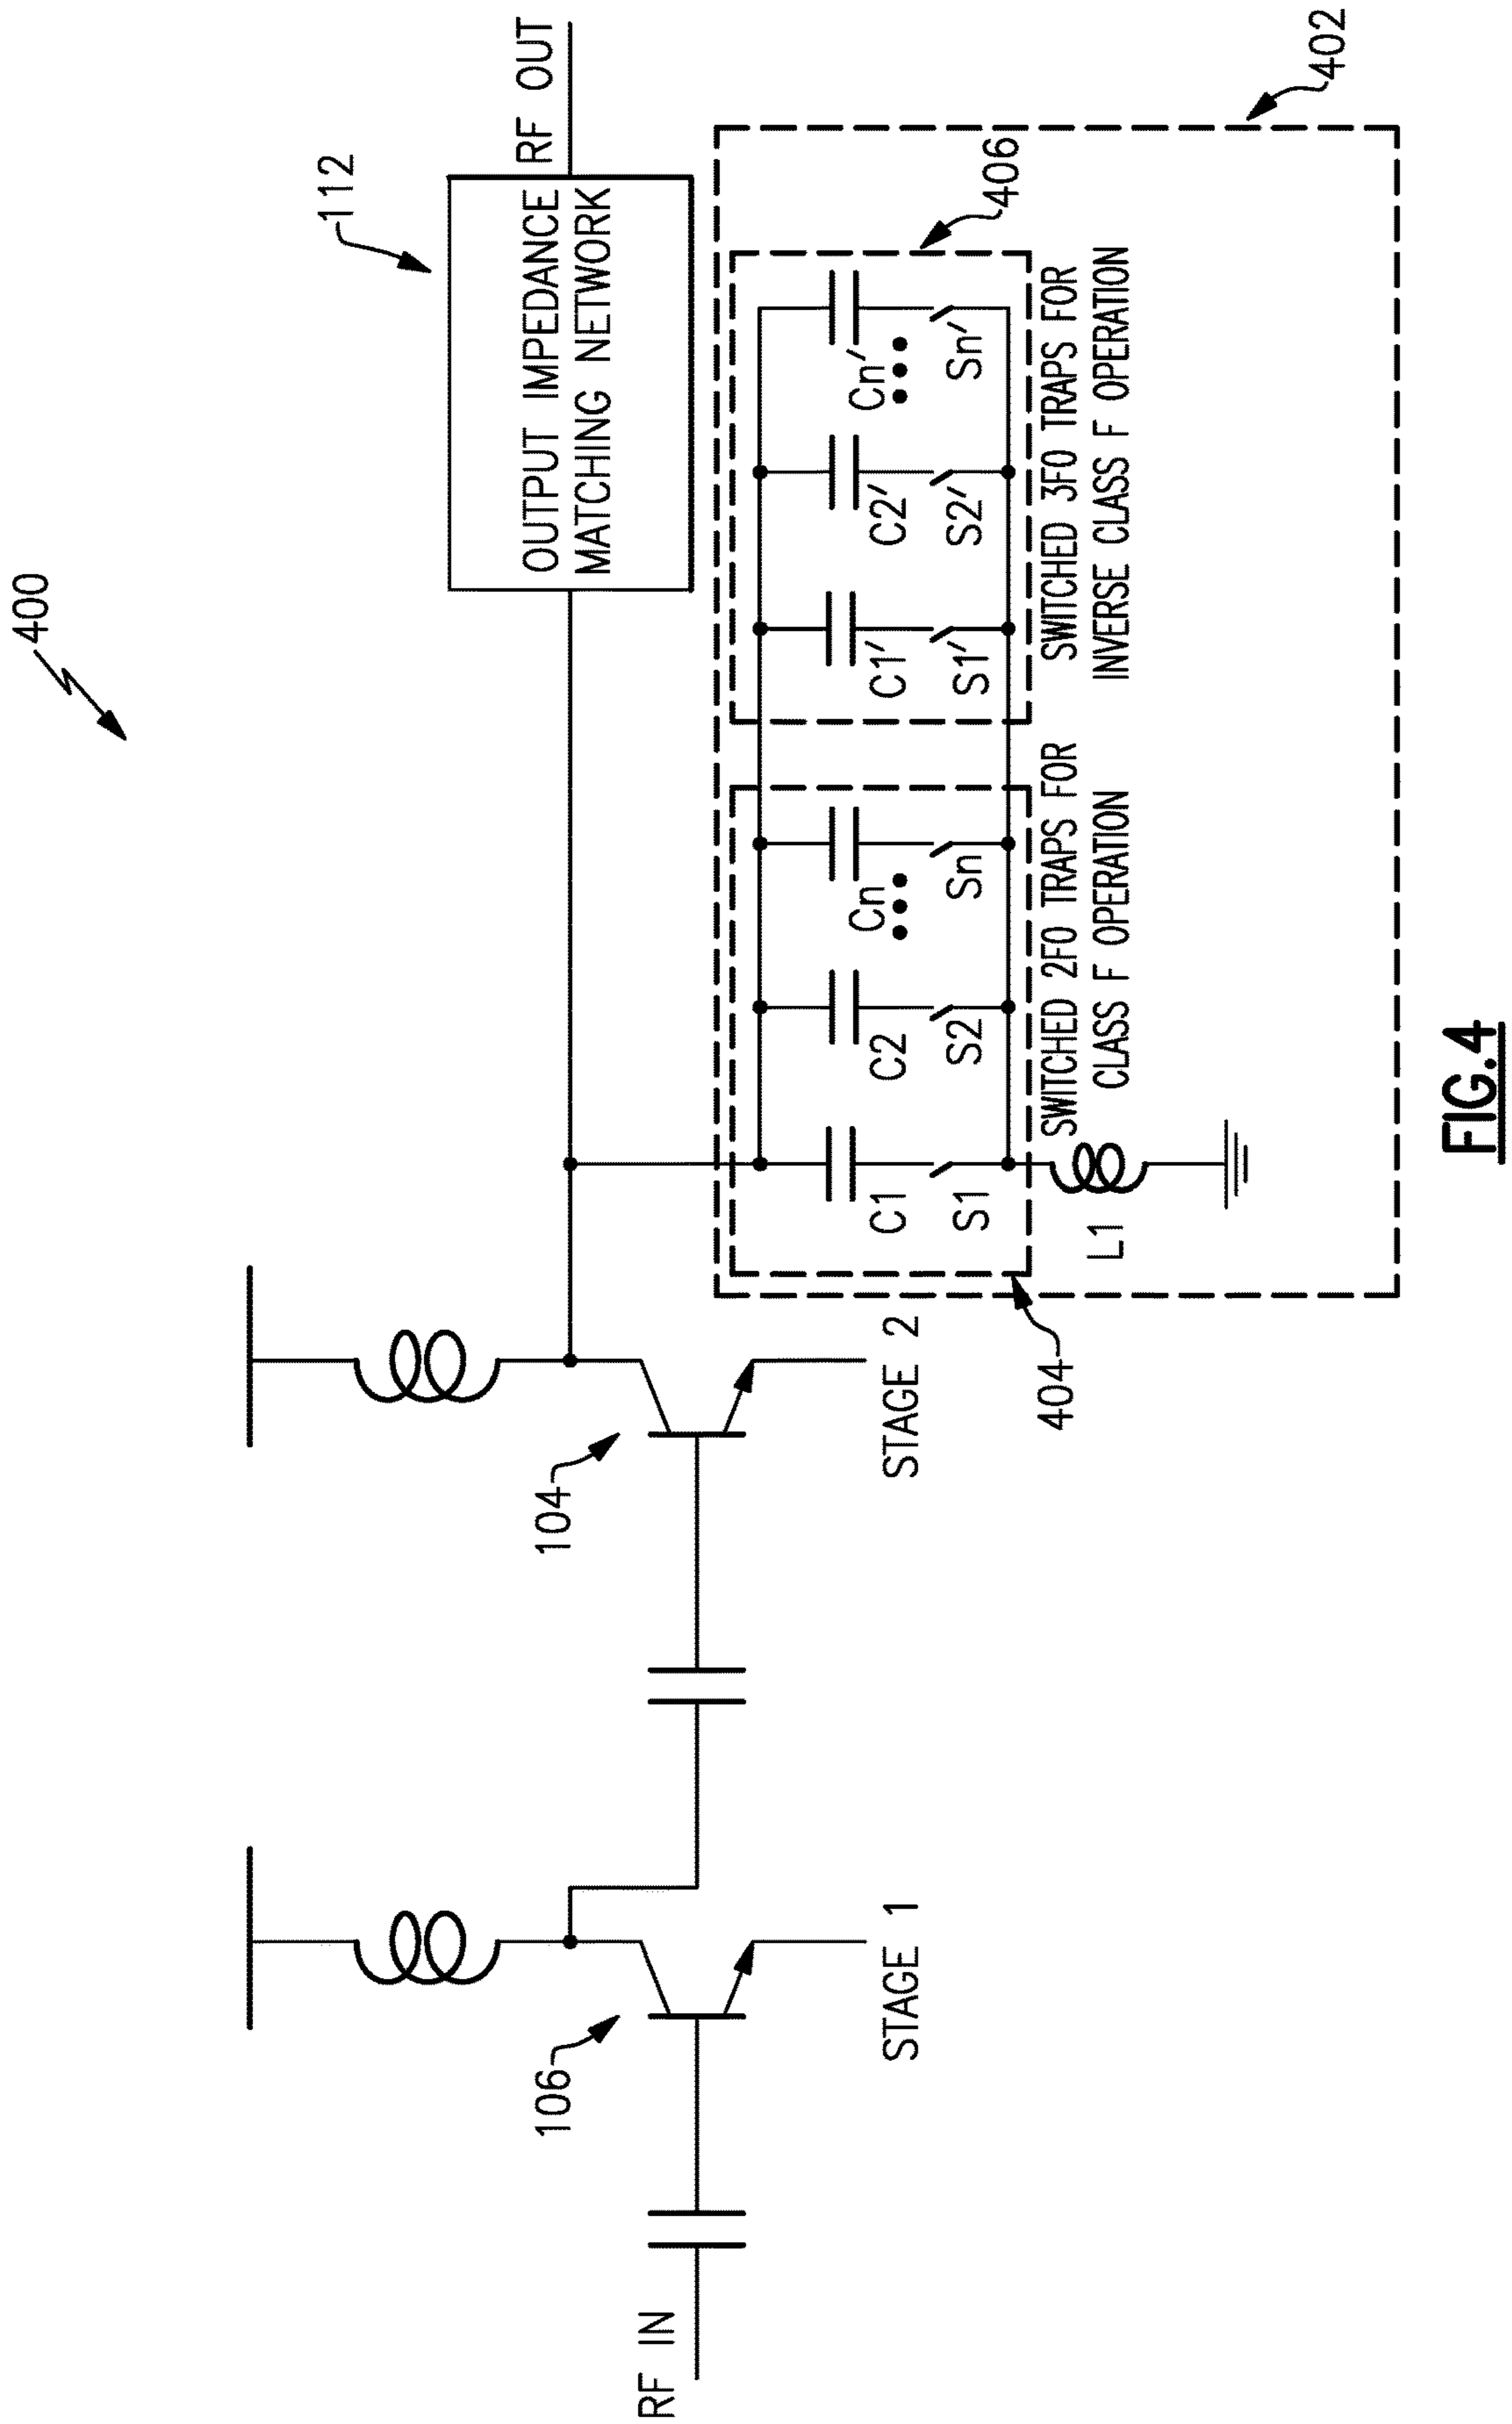 400
112
RF OUT
OUTPUT IMPEDANCE
MATCHING NETWORK
402
406
104
106
RF IN
STAGE 1
STAGE 2
404
C1
C2
Cn
C1′
C2′
Cn′
S1
S2
Sn
S1′
S2′
Sn′
L1
SWITCHED 2FO TRAPS FOR
CLASS F OPERATION
SWITCHED 3FO TRAPS FOR
INVERSE CLASS F OPERATION
FIG.4